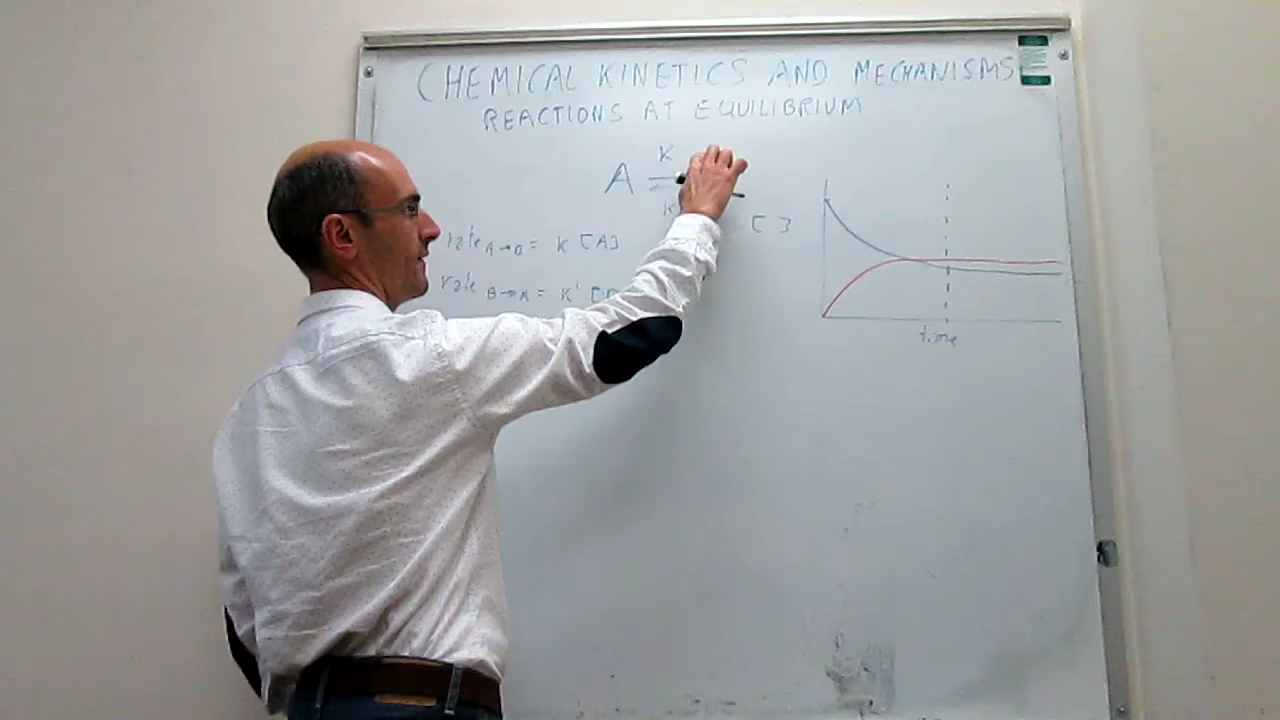 CHEMICAL KINETICS AND MECHANISMS
REACTIONS AT EQUILIBRIUM
K
A ⇌
K
[ ]
rate A→B = K [A]
rate B→A = K' [
time